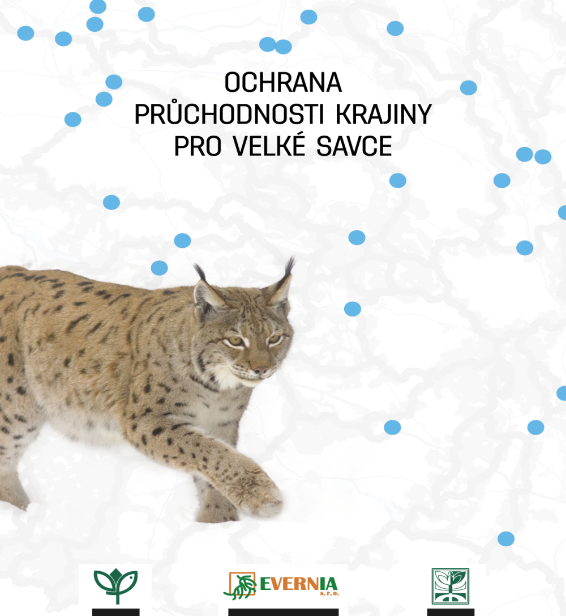 OCHRANA
PRŮCHODNOSTI KRAJINY
PRO VELKÉ SAVCE
EVERNIA
s. r. o.